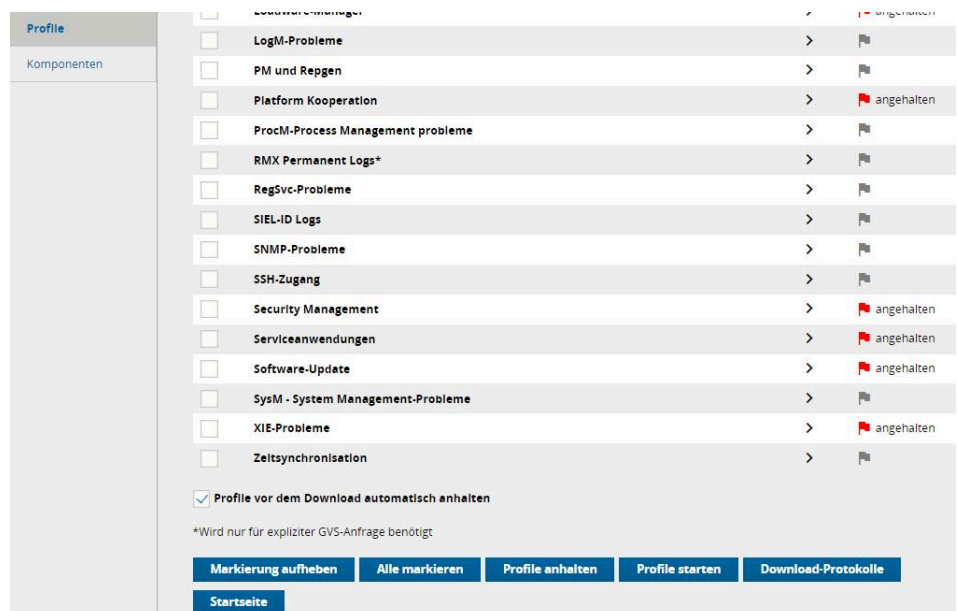 Profile
Komponenten
Loadware-Manager > angehalten
LogM-Probleme >
PM und Repgen >
Platform Kooperation > angehalten
ProcM-Process Management probleme >
RMX Permanent Logs* >
RegSvc-Probleme >
SIEL-ID Logs >
SNMP-Probleme >
SSH-Zugang >
Security Management > angehalten
Serviceanwendungen > angehalten
Software-Update > angehalten
SysM - System Management-Probleme >
XIE-Probleme > angehalten
Zeitsynchronisation >
Profile vor dem Download automatisch anhalten
*Wird nur für expliziter GVS-Anfrage benötigt
Markierung aufheben Alle markieren Profile anhalten Profile starten Download-Protokolle
Startseite